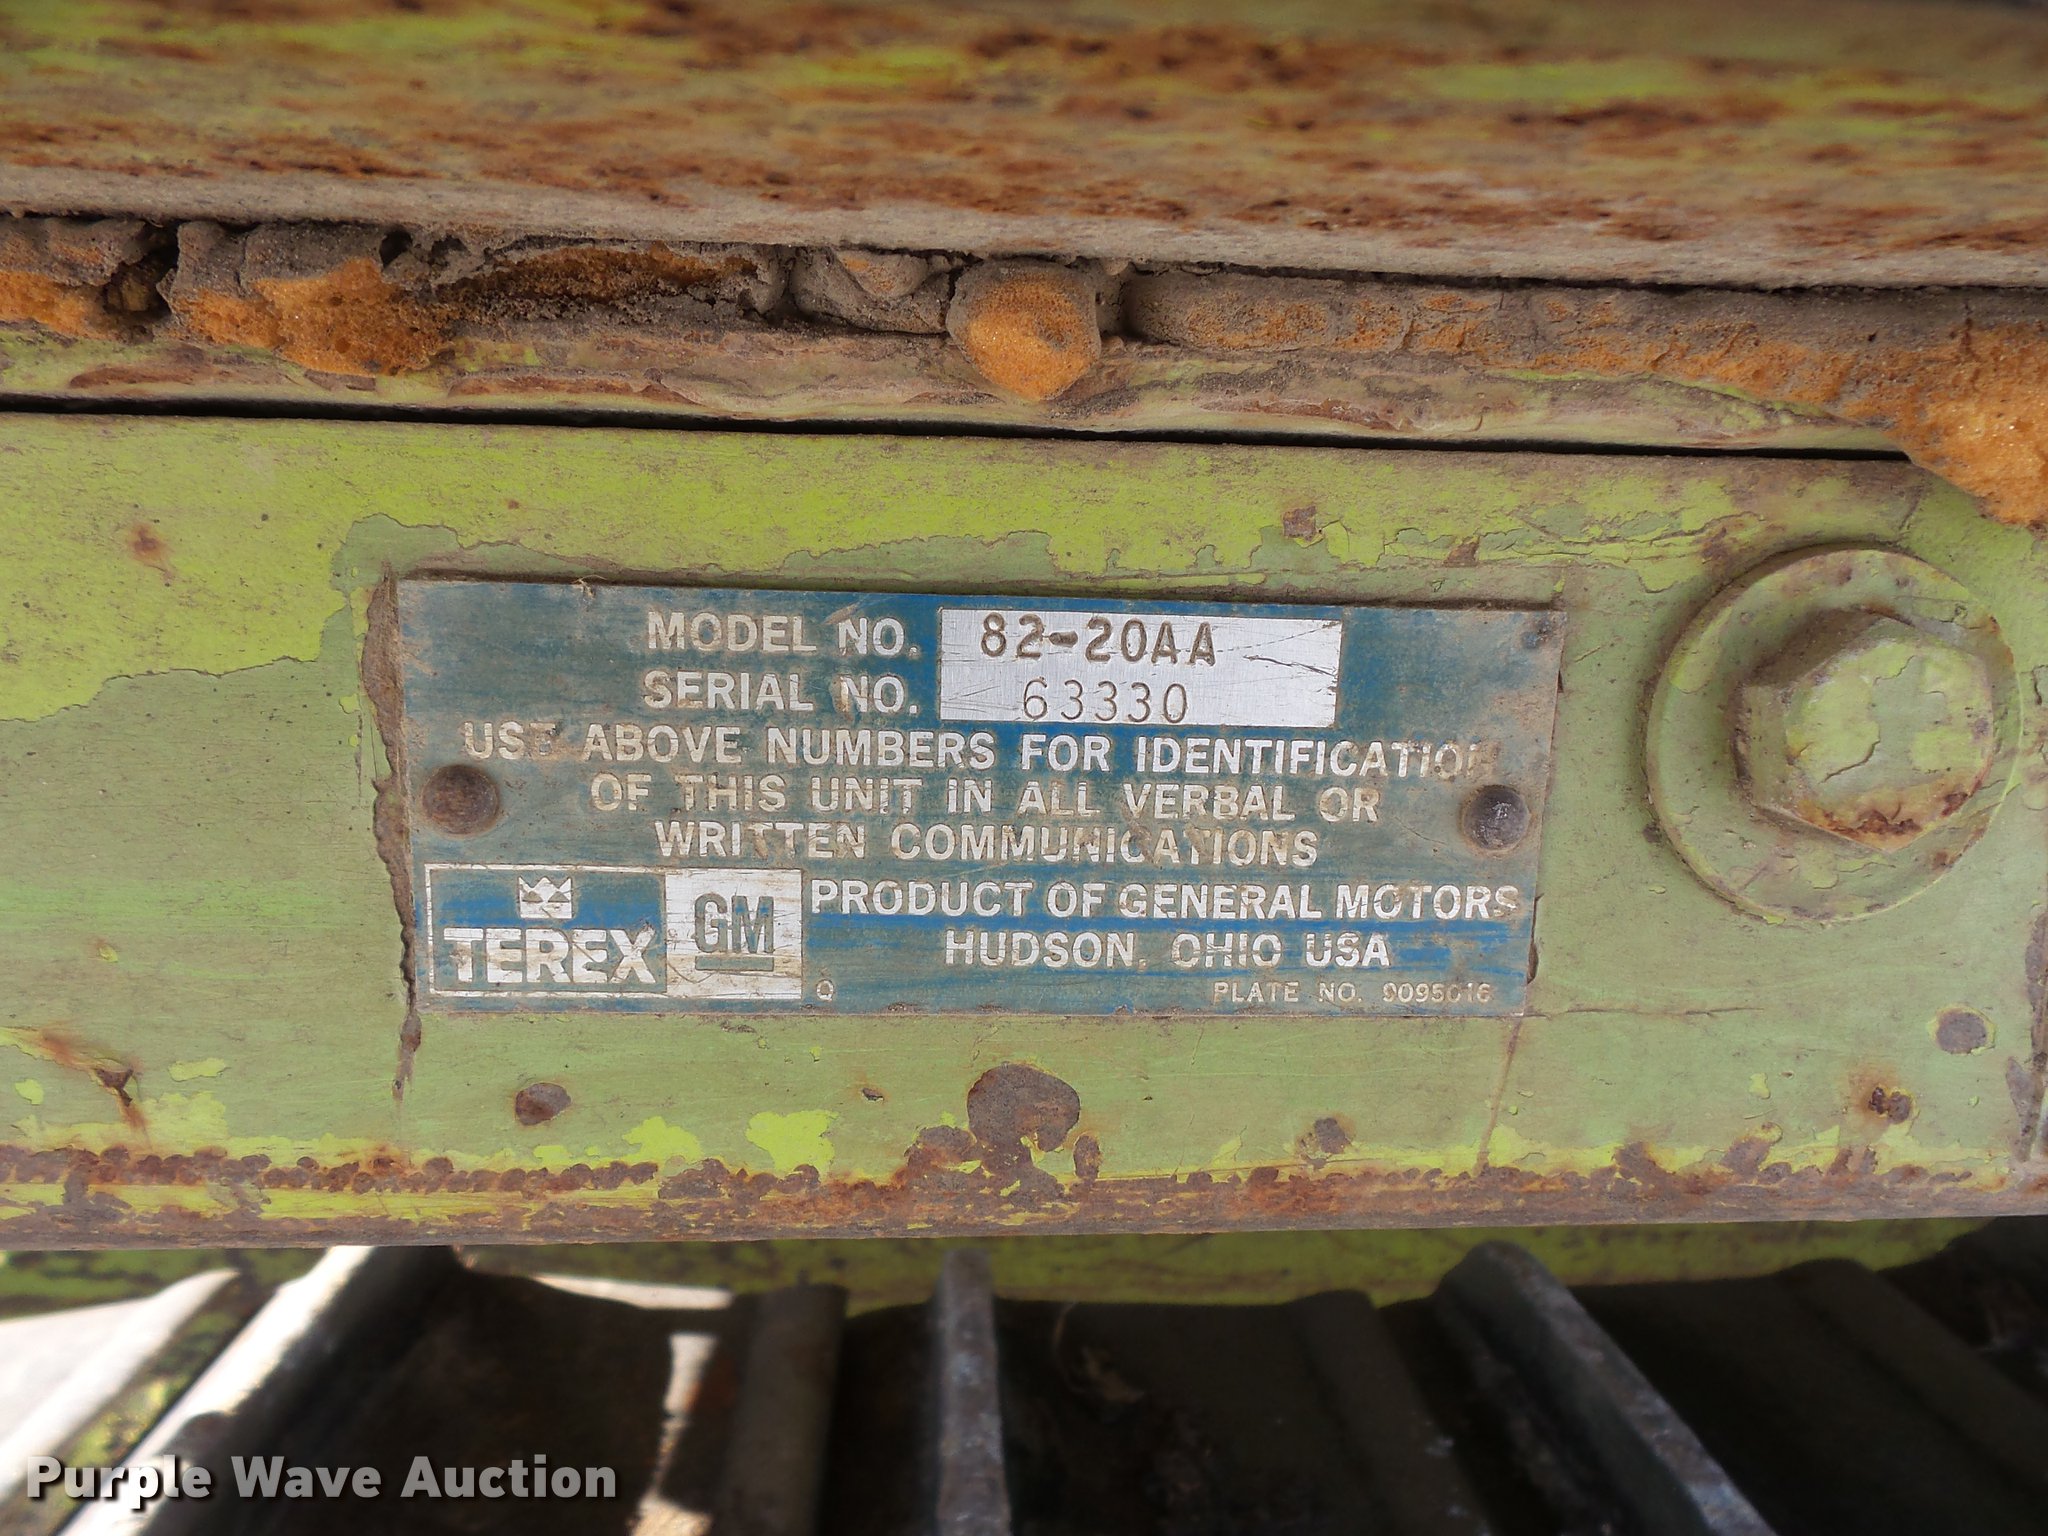 MODEL NO. 82-20AA
SERIAL NO. 63330
USE ABOVE NUMBERS FOR IDENTIFICATION
OF THIS UNIT IN ALL VERBAL OR
WRITTEN COMMUNICATIONS
TEREX GM PRODUCT OF GENERAL MOTORS
HUDSON, OHIO USA
PLATE NO. 9095016
Purple Wave Auction